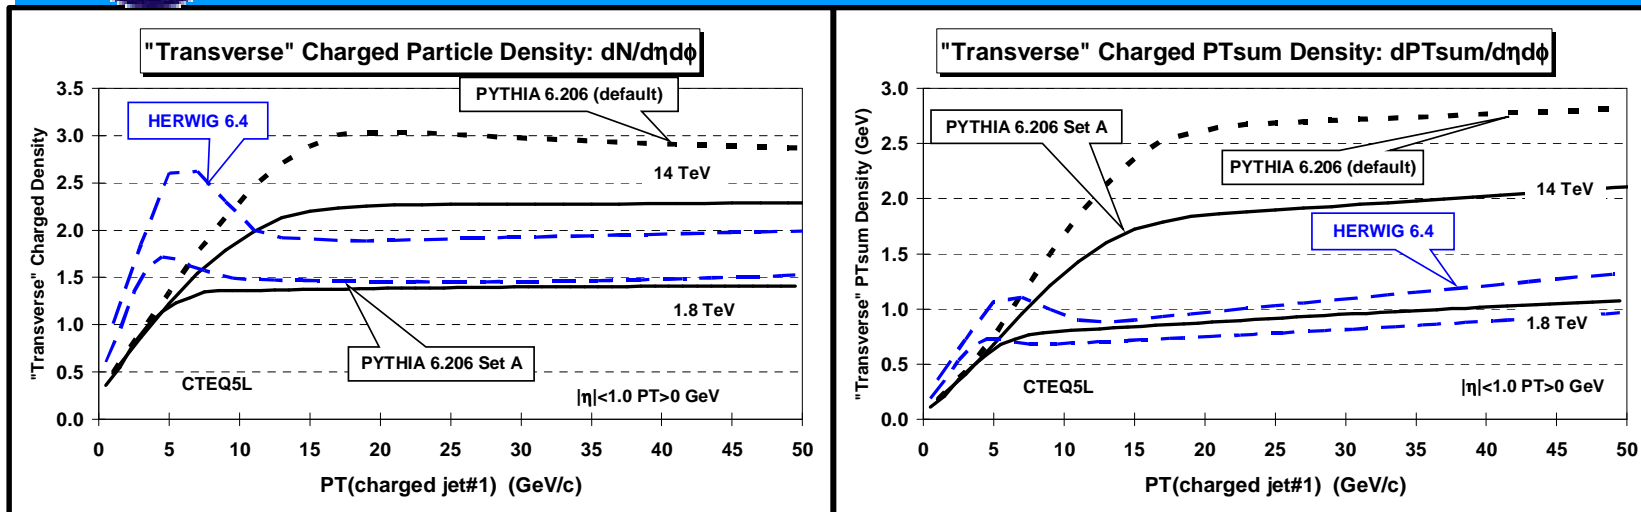 "Transverse" Charged Particle Density: dN/dηdφ
"Transverse" Charged Density
3.5
3.0
2.5
2.0
1.5
1.0
0.5
0.0
HERWIG 6.4
PYTHIA 6.206 (default)
14 TeV
1.8 TeV
PYTHIA 6.206 Set A
CTEQ5L
|η|<1.0 PT>0 GeV
0 5 10 15 20 25 30 35 40 45 50
PT(charged jet#1) (GeV/c)
"Transverse" Charged PTsum Density: dPTsum/dηdφ
"Transverse" PTsum Density (GeV)
3.0
2.5
2.0
1.5
1.0
0.5
0.0
PYTHIA 6.206 Set A
PYTHIA 6.206 (default)
14 TeV
HERWIG 6.4
1.8 TeV
CTEQ5L
|η|<1.0 PT>0 GeV
0 5 10 15 20 25 30 35 40 45 50
PT(charged jet#1) (GeV/c)